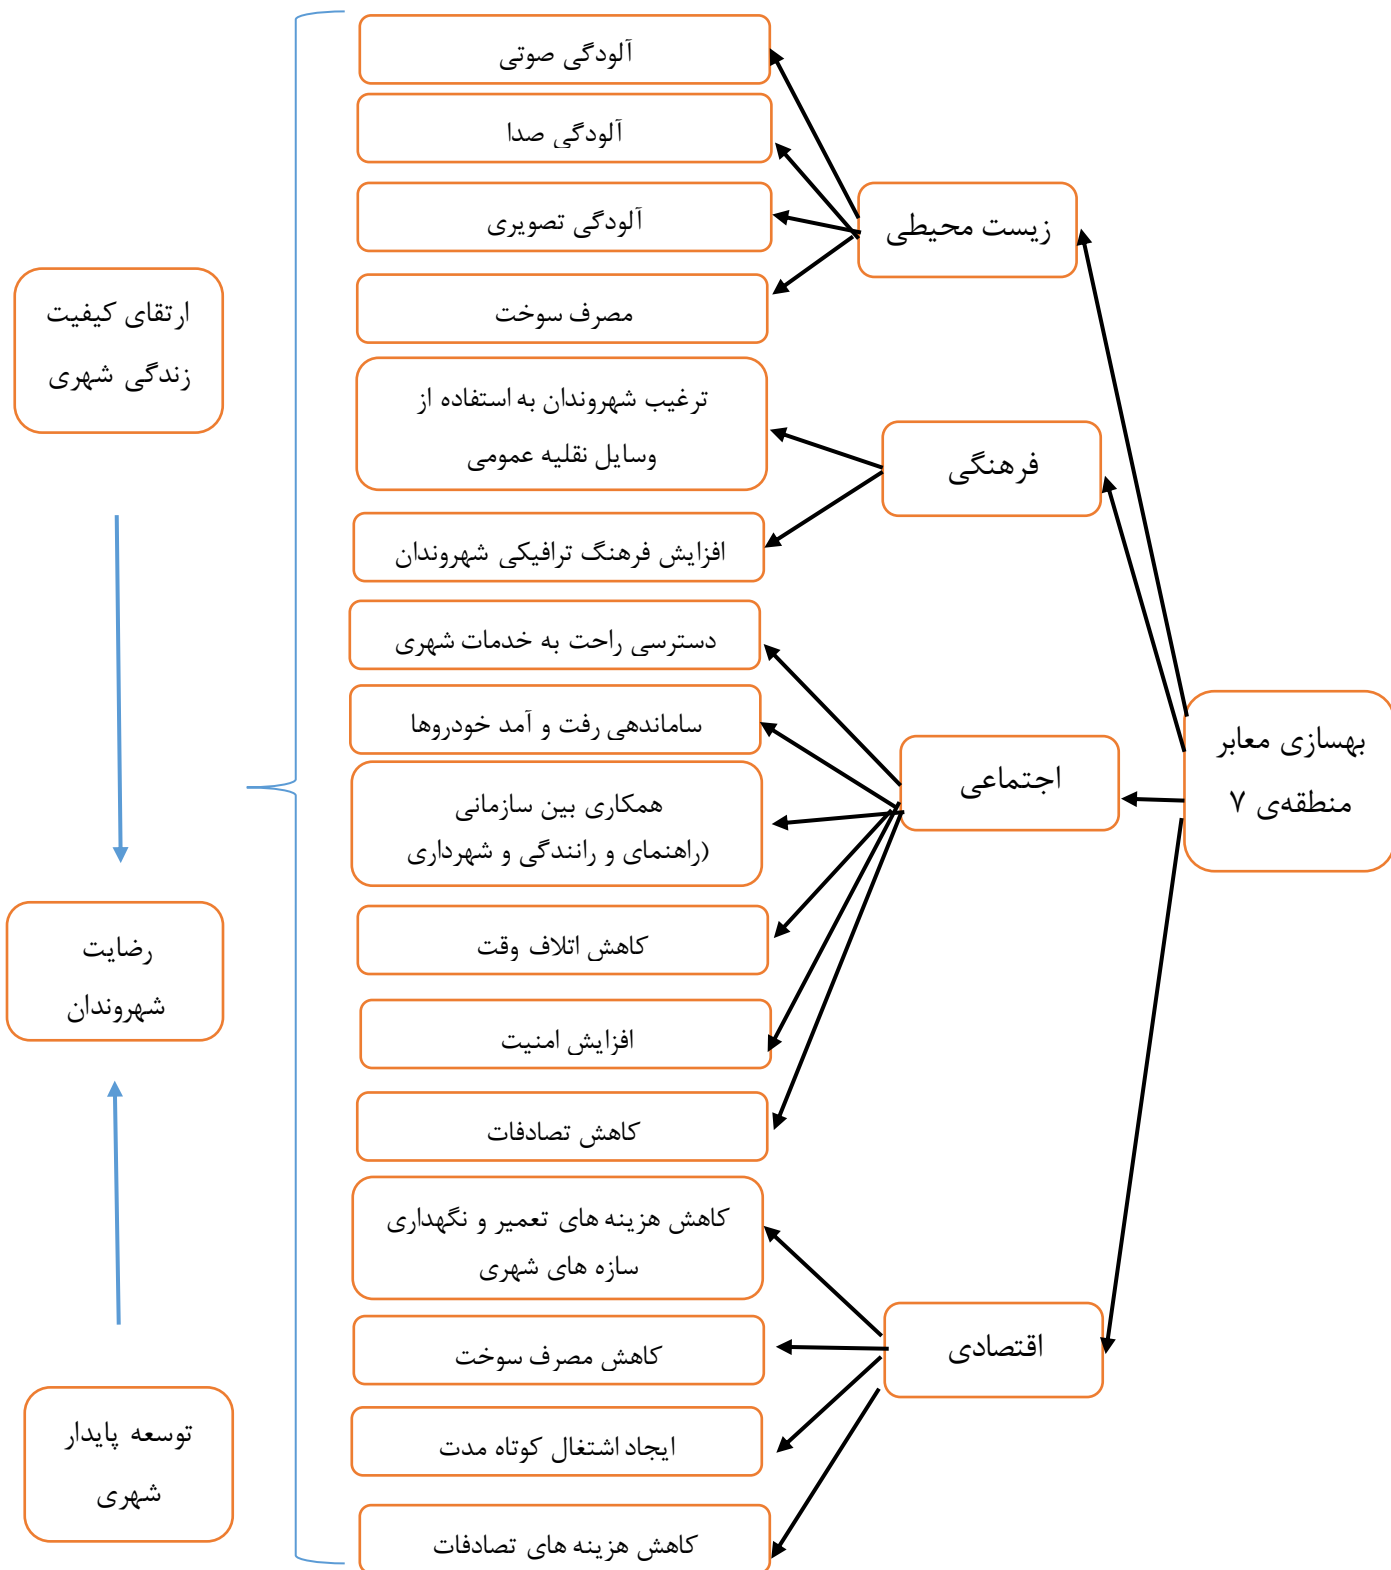 بهسازی معابر
منطقه‌ی ۷
زیست محیطی
آلودگی صوتی
آلودگی صدا
آلودگی تصویری
مصرف سوخت
فرهنگی
ترغیب شهروندان به استفاده از
وسایل نقلیه عمومی
افزایش فرهنگ ترافیکی شهروندان
اجتماعی
دسترسی راحت به خدمات شهری
ساماندهی رفت و آمد خودروها
همکاری بین سازمانی
(راهنمای و رانندگی و شهرداری
کاهش اتلاف وقت
افزایش امنیت
کاهش تصادفات
اقتصادی
کاهش هزینه های تعمیر و نگهداری
سازه های شهری
کاهش مصرف سوخت
ایجاد اشتغال کوتاه مدت
کاهش هزینه های تصادفات
ارتقای کیفیت
زندگی شهری
رضایت
شهروندان
توسعه پایدار
شهری